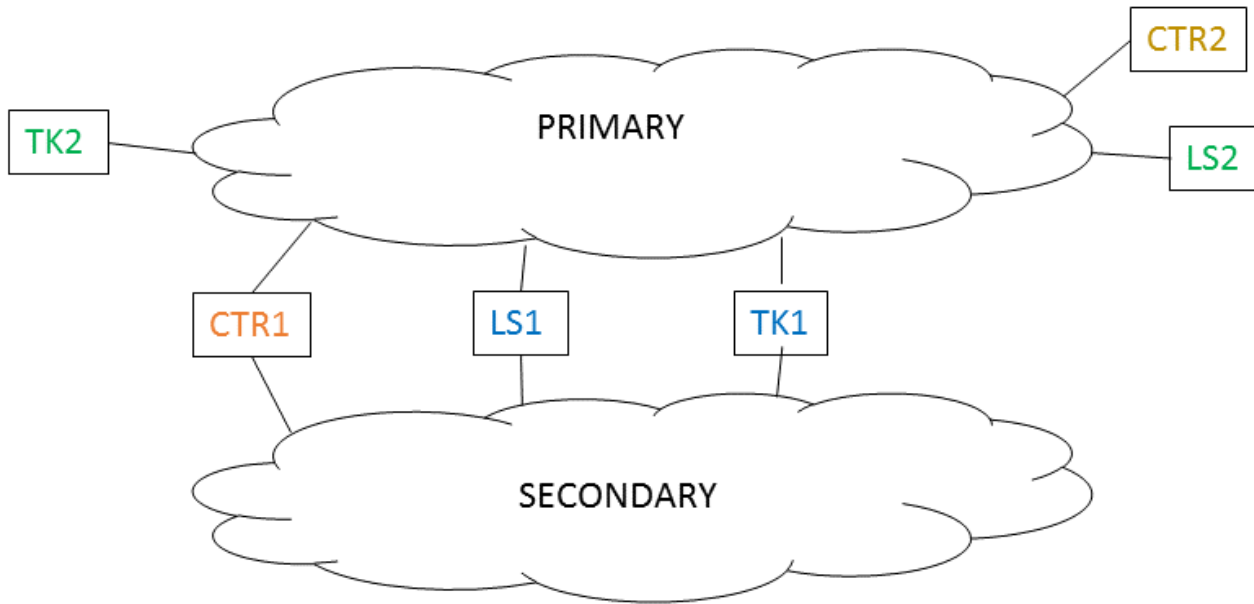 CTR2
PRIMARY
TK2
LS2
CTR1
LS1
TK1
SECONDARY